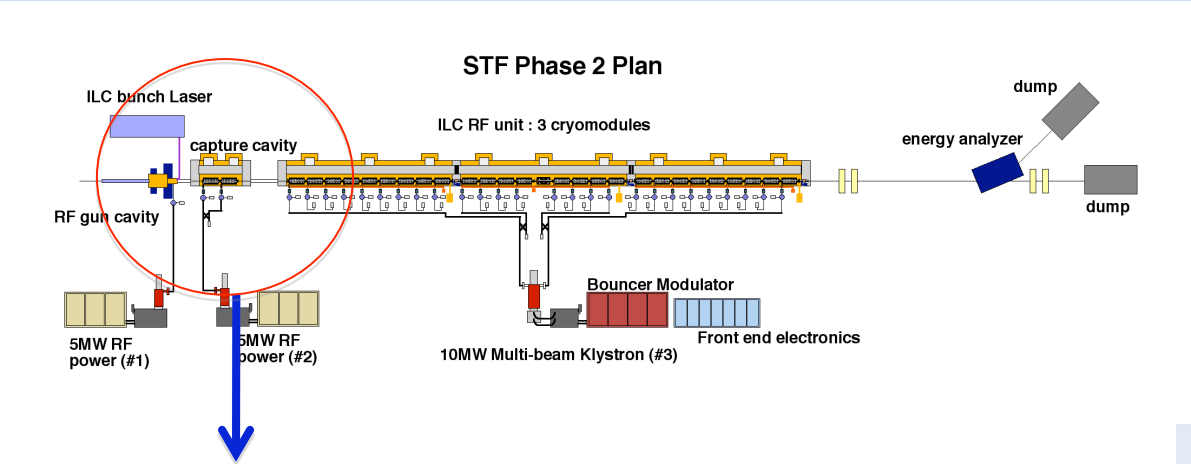 STF Phase 2 Plan
dump
ILC bunch Laser
ILC RF unit : 3 cryomodules
energy analyzer
capture cavity
dump
RF gun cavity
Bouncer Modulator
5MW RF
power (#1)
5MW RF
power (#2)
10MW Multi-beam Klystron (#3)
Front end electronics